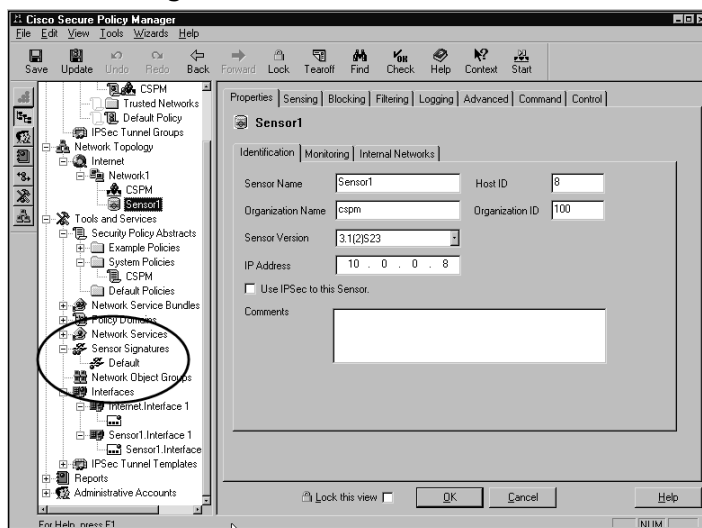 Cisco Secure Policy Manager
File Edit View Tools Wizards Help
Save Update Undo Redo Back Forward Lock Tearoff Find Check Help Context Start
CSPM
Trusted Networks
Default Policy
IPSec Tunnel Groups
Network Topology
Internet
Network1
CSPM
Sensor1
Tools and Services
Security Policy Abstracts
Example Policies
System Policies
CSPM
Default Policies
Network Service Bundles
Policy Domains
Network Services
Sensor Signatures
Default
Network Object Groups
Interfaces
Internet.Interface 1
Sensor1.Interface 1
Sensor1.Interface
IPSec Tunnel Templates
Reports
Administrative Accounts
Properties Sensing Blocking Filtering Logging Advanced Command Control
Sensor1
Identification Monitoring Internal Networks
Sensor Name Sensor1 Host ID 8
Organization Name cspm Organization ID 100
Sensor Version 3.1(2)S23
IP Address 10 . 0 . 0 . 8
Use IPSec to this Sensor.
Comments
Lock this view OK Cancel Help
For Help, press F1 NUM